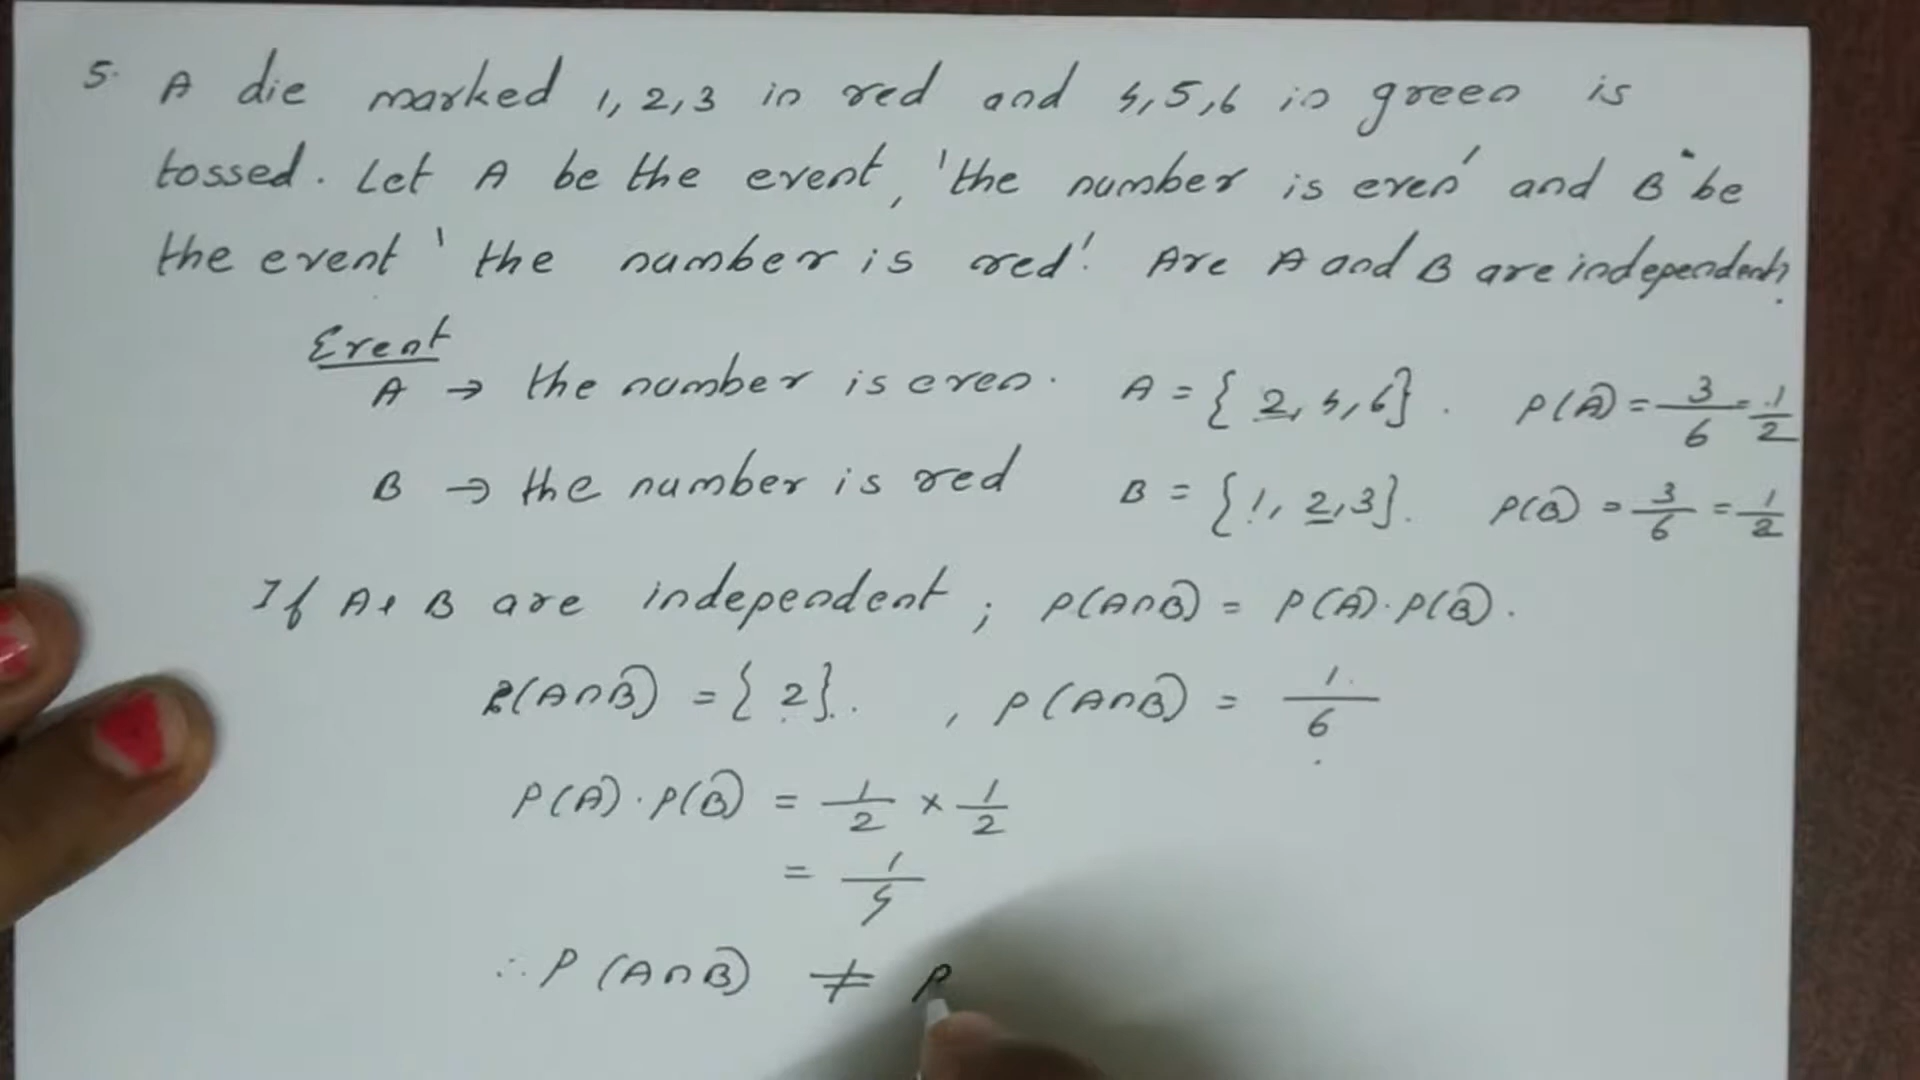 5. A die marked 1, 2, 3 in red and 4, 5, 6 in green is
tossed. Let A be the event, 'the number is even' and B be
the event 'the number is red'. Are A and B are independent?
Event
A → the number is even. A = {2, 4, 6}. P(A) = 3/6 = 1/2
B → the number is red B = {1, 2, 3}. P(B) = 3/6 = 1/2
If A & B are independent; P(A∩B) = P(A)·P(B).
(A∩B) = {2}. , P(A∩B) = 1/6
P(A)·P(B) = 1/2 × 1/2
= 1/4
∴ P(A∩B) ≠ P